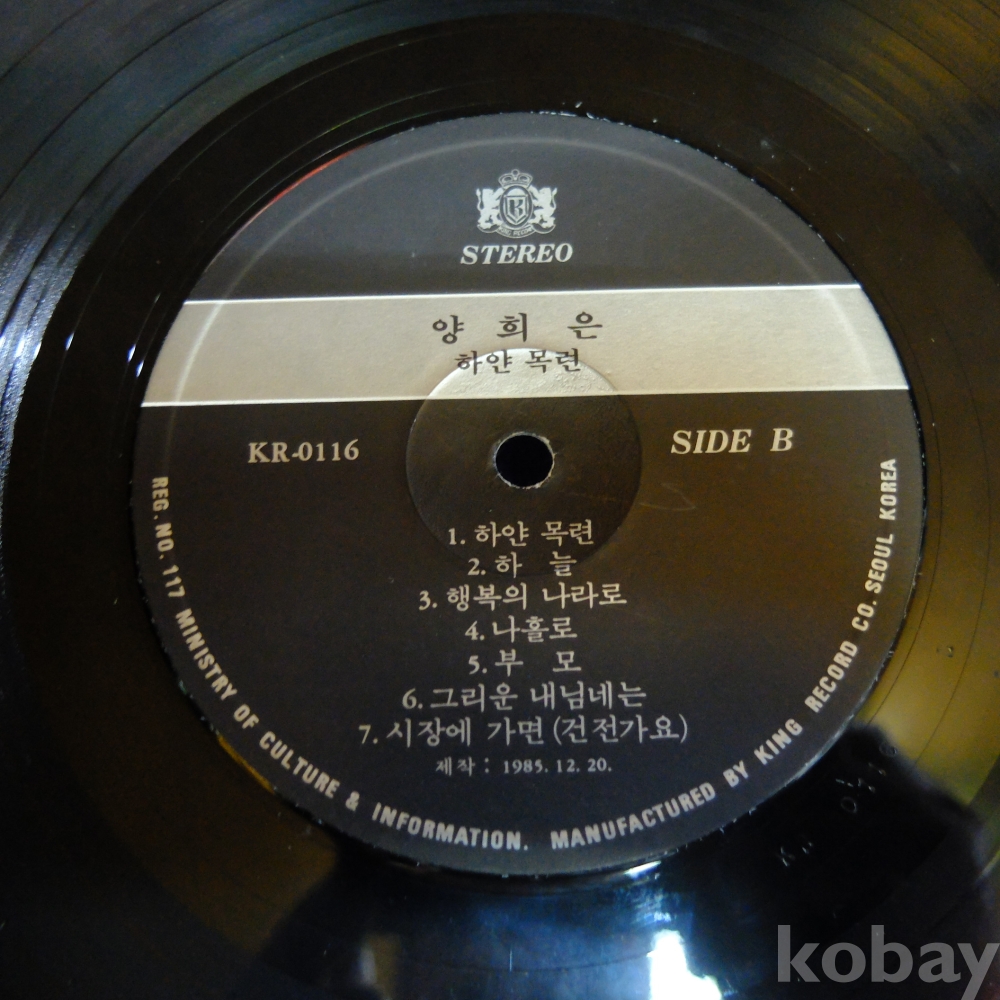 STEREO
양 희 은
하얀 목련
KR-0116
SIDE B
1. 하얀 목련
2. 하 늘
3. 행복의 나라로
4. 나홀로
5. 부 모
6. 그리운 내님네는
7. 시장에 가면 (건전가요)
제작 : 1985. 12. 20.
REG. NO. 117 MINISTRY OF CULTURE & INFORMATION. MANUFACTURED BY KING RECORD CO. SEOUL KOREA
kobay